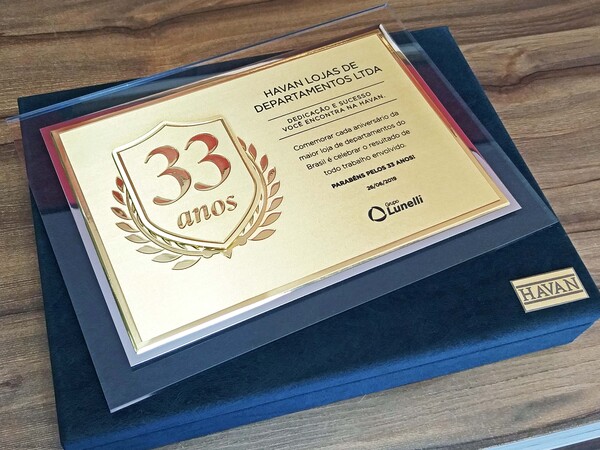 HAVAN LOJAS DE
DEPARTAMENTOS LTDA
DEDICAÇÃO E SUCESSO
VOCÊ ENCONTRA NA HAVAN.
Comemorar cada aniversário da
maior loja de departamentos do
Brasil é celebrar o resultado de
todo trabalho envolvido.
PARABÉNS PELOS 33 ANOS!
26/06/2019
Grupo
Lunelli
33
anos
HAVAN